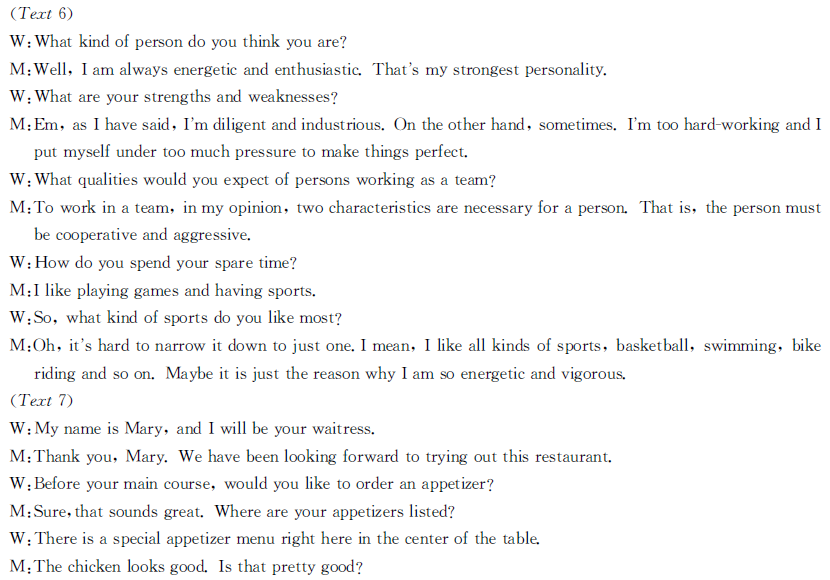 (Text 6)
W:What kind of person do you think you are?
M:Well, I am always energetic and enthusiastic. That's my strongest personality.
W:What are your strengths and weaknesses?
M:Em, as I have said, I'm diligent and industrious. On the other hand, sometimes. I'm too hard-working and I
put myself under too much pressure to make things perfect.
W:What qualities would you expect of persons working as a team?
M:To work in a team, in my opinion, two characteristics are necessary for a person. That is, the person must
be cooperative and aggressive.
W:How do you spend your spare time?
M:I like playing games and having sports.
W:So, what kind of sports do you like most?
M:Oh, it's hard to narrow it down to just one. I mean, I like all kinds of sports, basketball, swimming, bike
riding and so on. Maybe it is just the reason why I am so energetic and vigorous.
(Text 7)
W:My name is Mary, and I will be your waitress.
M:Thank you, Mary. We have been looking forward to trying out this restaurant.
W:Before your main course, would you like to order an appetizer?
M:Sure, that sounds great. Where are your appetizers listed?
W:There is a special appetizer menu right here in the center of the table.
M:The chicken looks good. Is that pretty good?